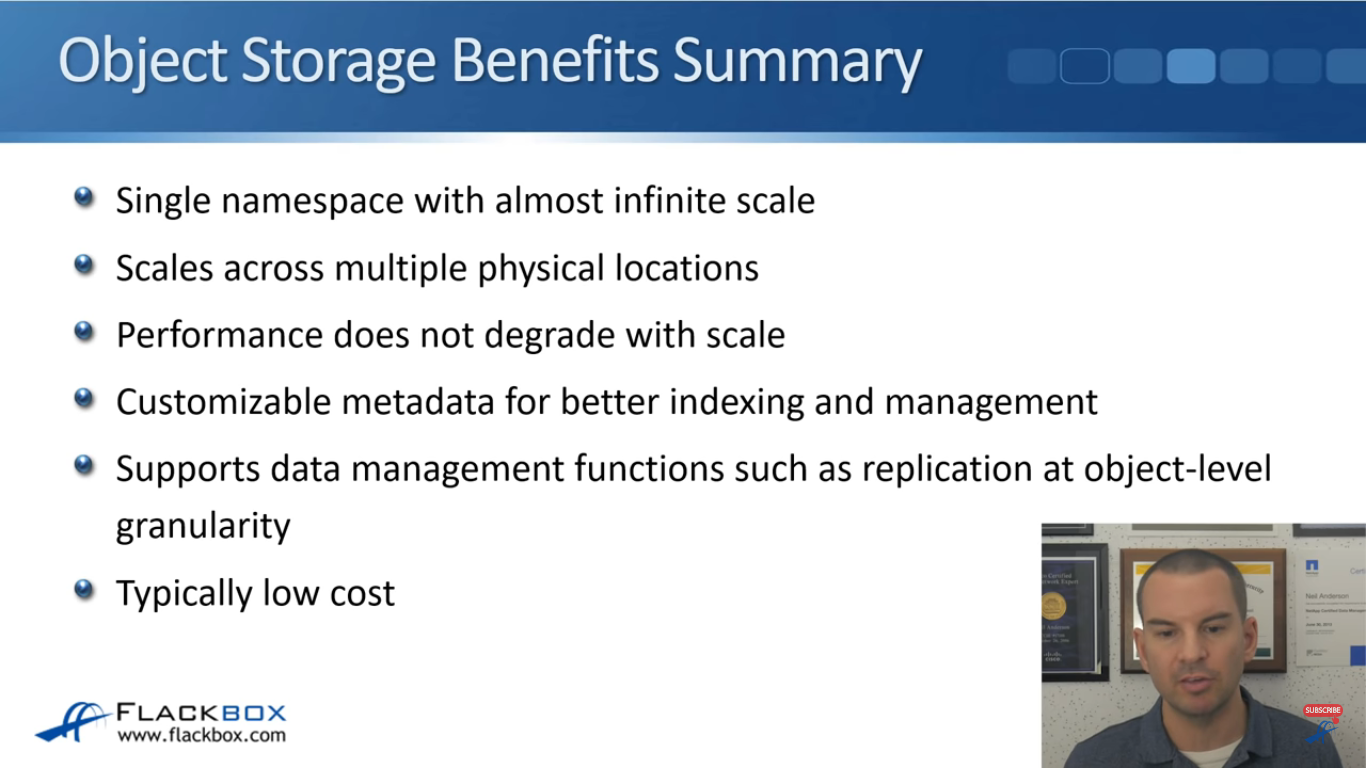 Object Storage Benefits Summary
Single namespace with almost infinite scale
Scales across multiple physical locations
Performance does not degrade with scale
Customizable metadata for better indexing and management
Supports data management functions such as replication at object-level
granularity
Typically low cost
FLACKBOX
www.flackbox.com
Neil Anderson
SUBSCRIBE